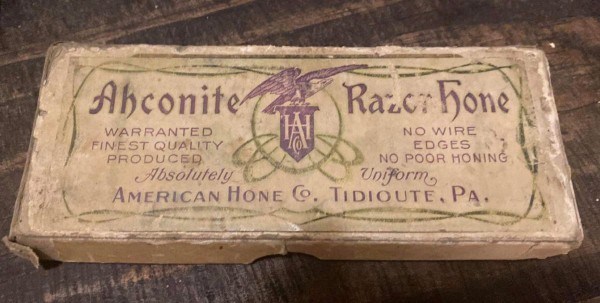 Ahconite Razor Hone
AHCo
WARRANTED
FINEST QUALITY
PRODUCED
NO WIRE
EDGES
NO POOR HONING
Absolutely Uniform
AMERICAN HONE Co. TIDIOUTE, PA.